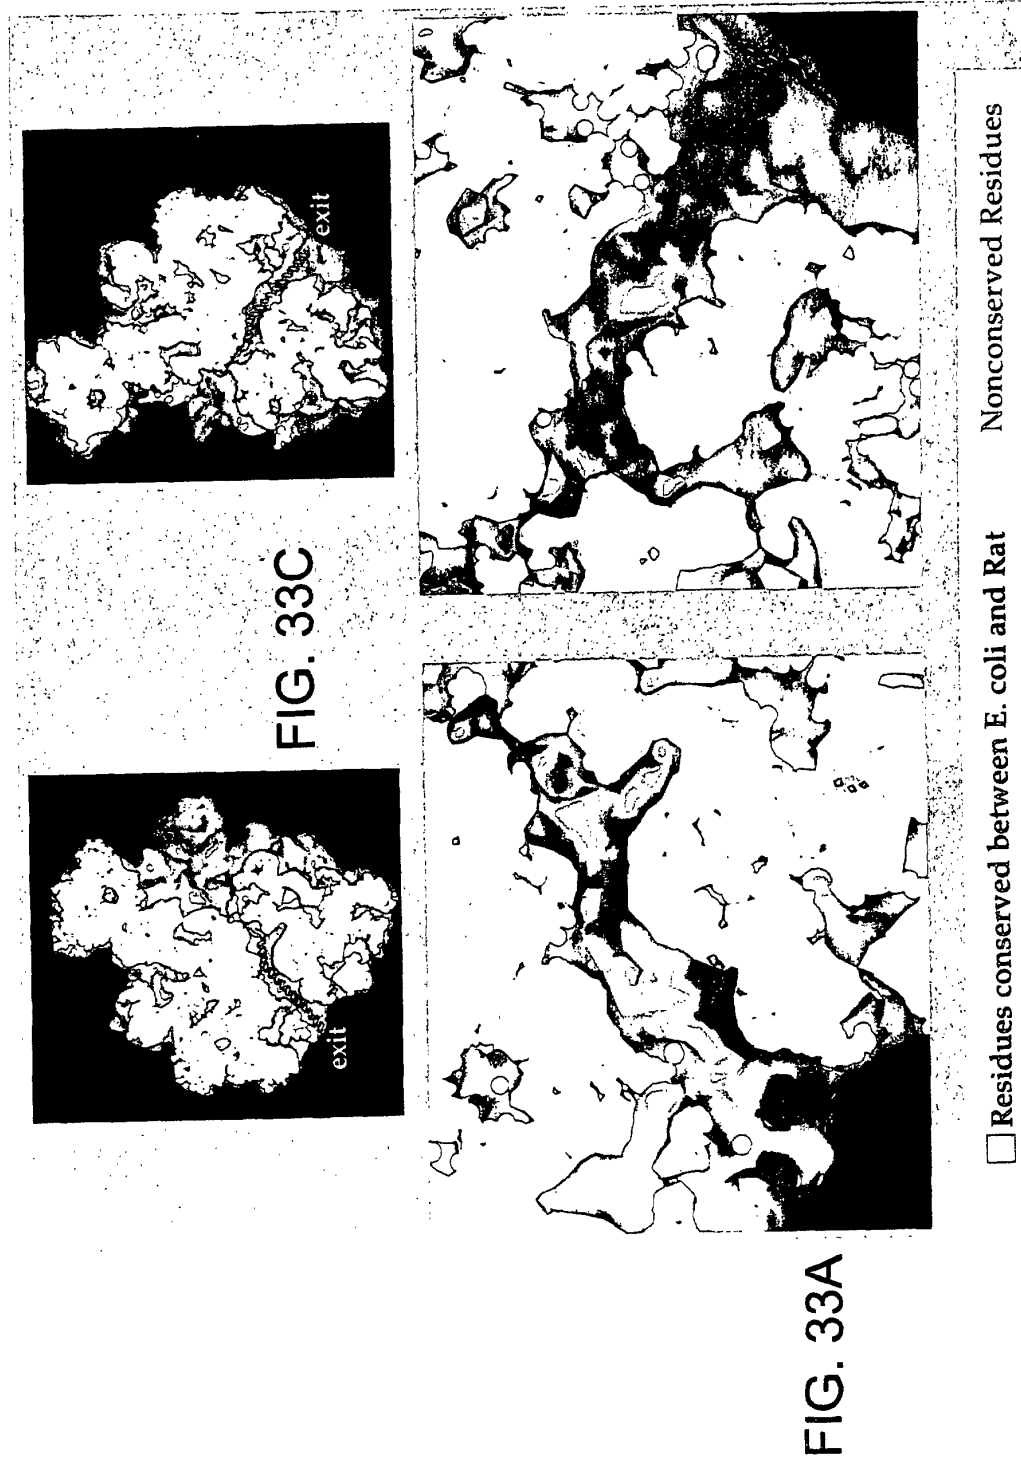 exit
exit
FIG. 33C
FIG. 33A
Residues conserved between E. coli and Rat
Nonconserved Residues